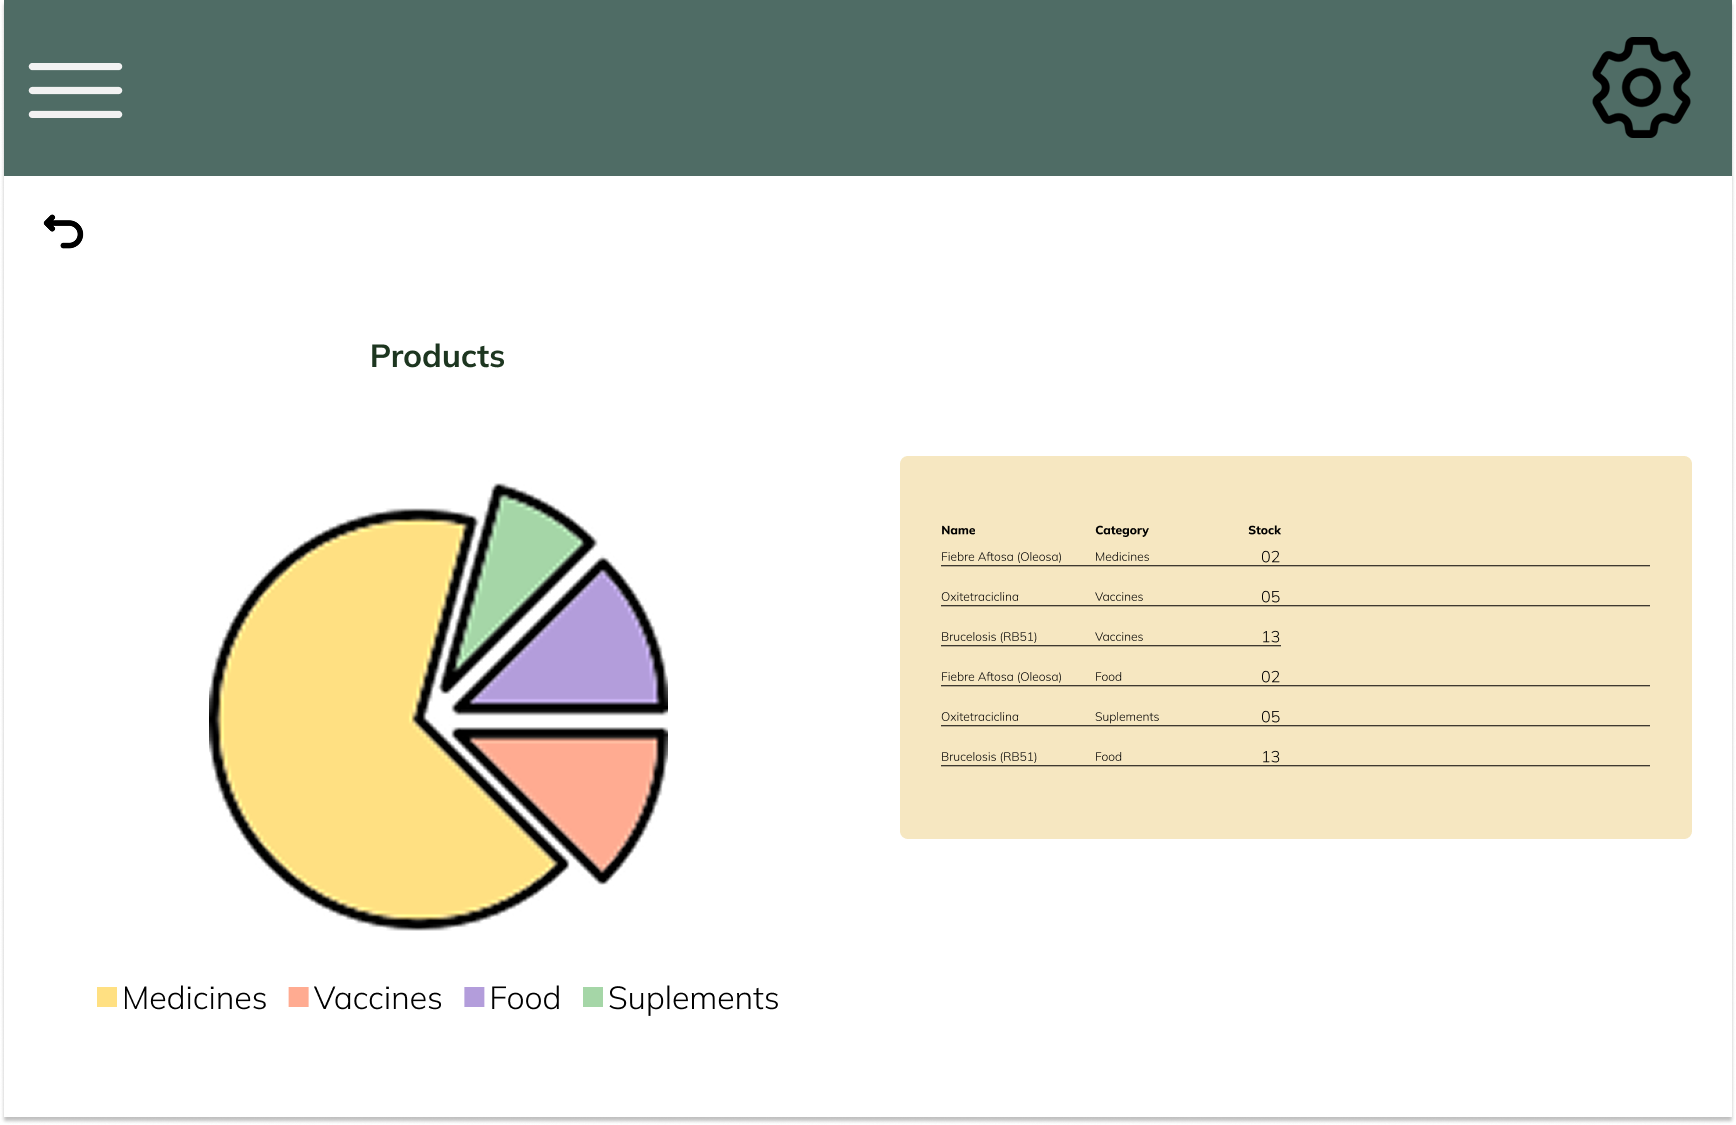 Products
Medicines Vaccines Food Suplements
Name Category Stock
Fiebre Aftosa (Oleosa) Medicines 02
Oxitetraciclina Vaccines 05
Brucelosis (RB51) Vaccines 13
Fiebre Aftosa (Oleosa) Food 02
Oxitetraciclina Suplements 05
Brucelosis (RB51) Food 13